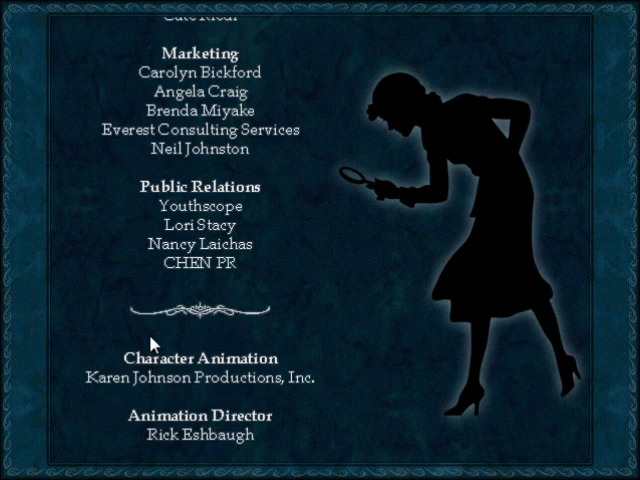 Marketing
Carolyn Bickford
Angela Craig
Brenda Miyake
Everest Consulting Services
Neil Johnston
Public Relations
Youthscope
Lori Stacy
Nancy Laichas
CHEN PR
Character Animation
Karen Johnson Productions, Inc.
Animation Director
Rick Eshbaugh